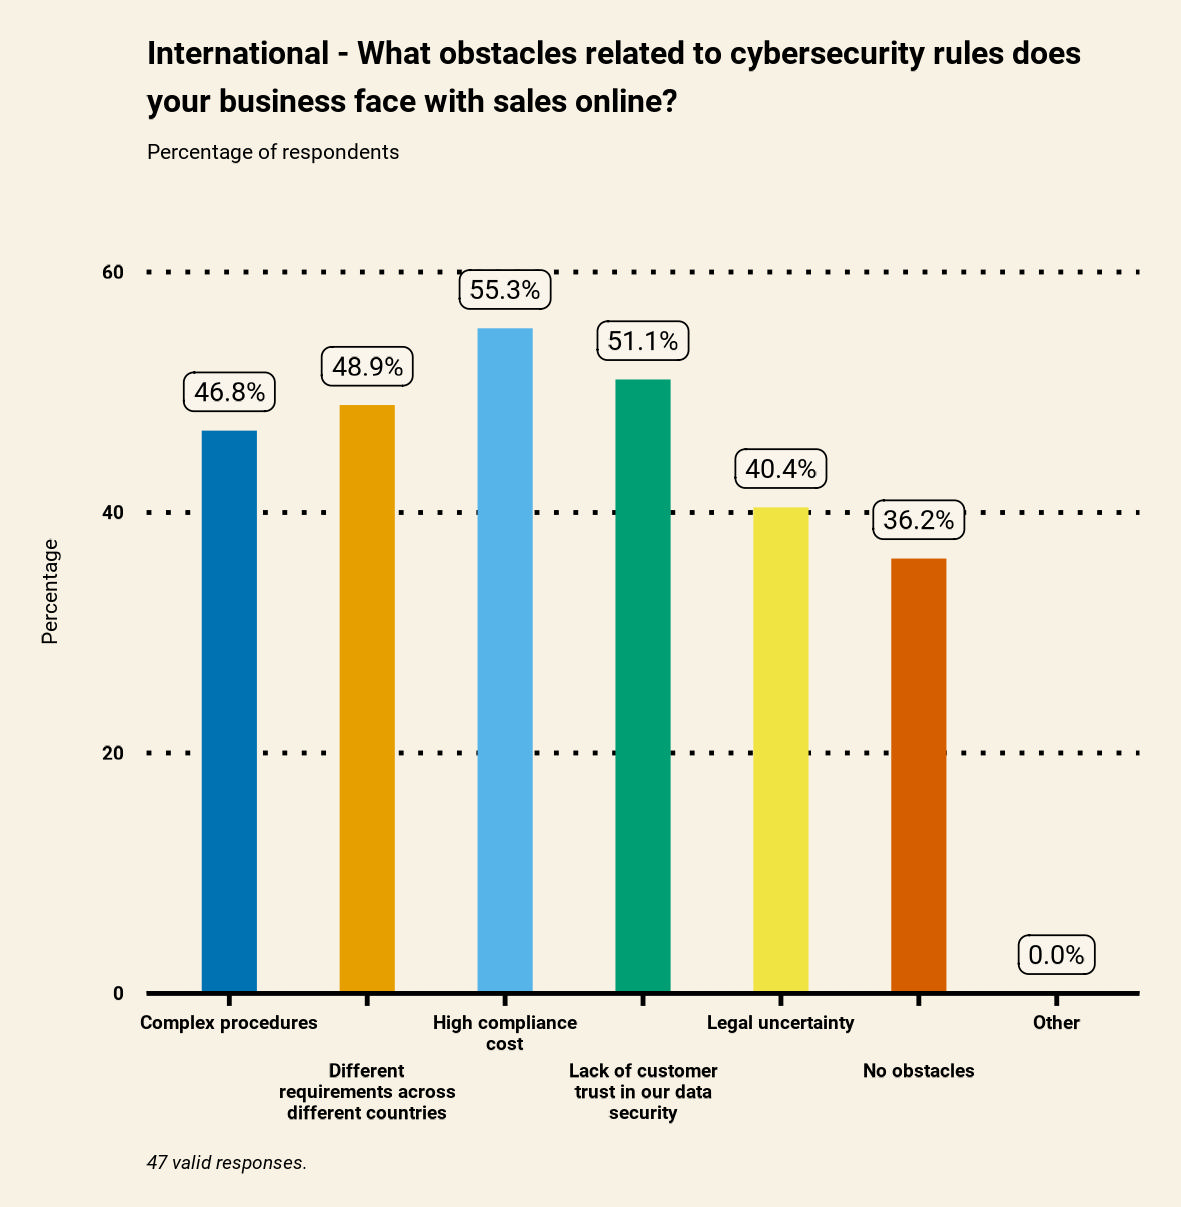 International - What obstacles related to cybersecurity rules does
your business face with sales online?
Percentage of respondents
Percentage
60
40
20
0
46.8%
48.9%
55.3%
51.1%
40.4%
36.2%
0.0%
Complex procedures
Different
requirements across
different countries
High compliance
cost
Lack of customer
trust in our data
security
Legal uncertainty
No obstacles
Other
47 valid responses.